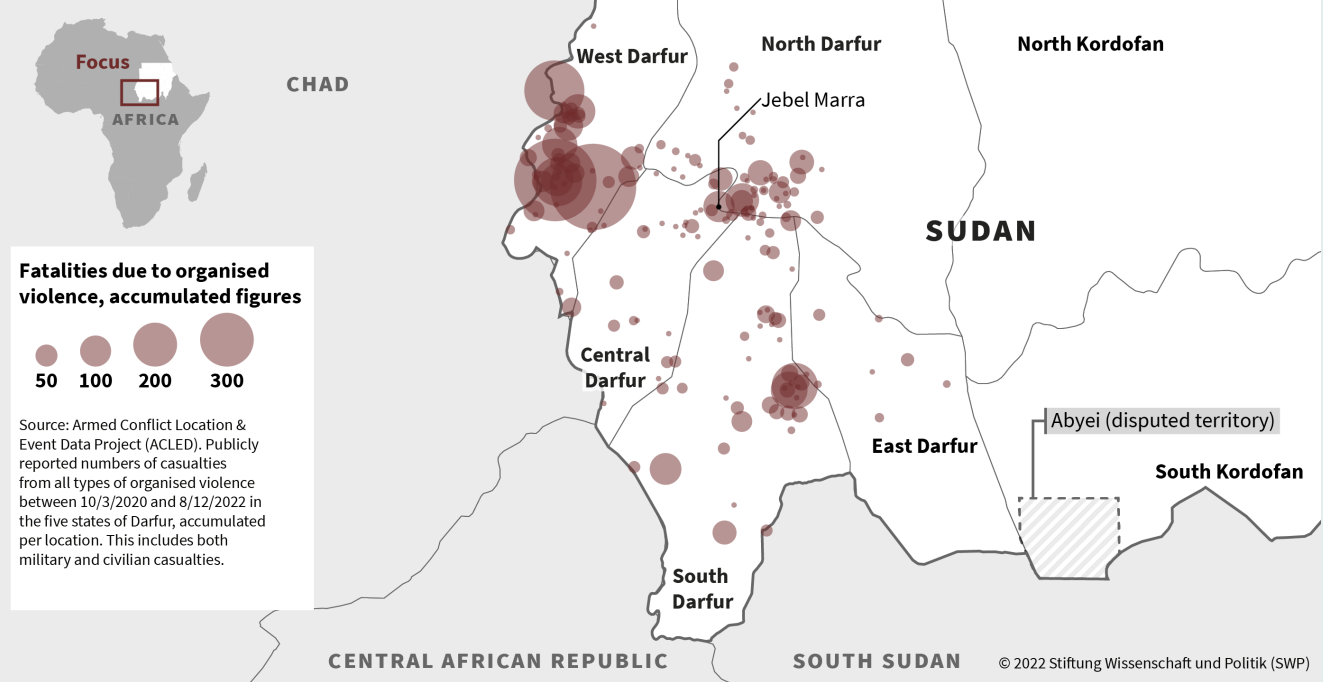 Focus
AFRICA
CHAD
West Darfur
North Darfur
North Kordofan
Jebel Marra
SUDAN
Fatalities due to organised
violence, accumulated figures
50 100 200 300
Source: Armed Conflict Location &
Event Data Project (ACLED). Publicly
reported numbers of casualties
from all types of organised violence
between 10/3/2020 and 8/12/2022 in
the five states of Darfur, accumulated
per location. This includes both
military and civilian casualties.
Central
Darfur
East Darfur
Abyei (disputed territory)
South Kordofan
South
Darfur
CENTRAL AFRICAN REPUBLIC
SOUTH SUDAN
© 2022 Stiftung Wissenschaft und Politik (SWP)